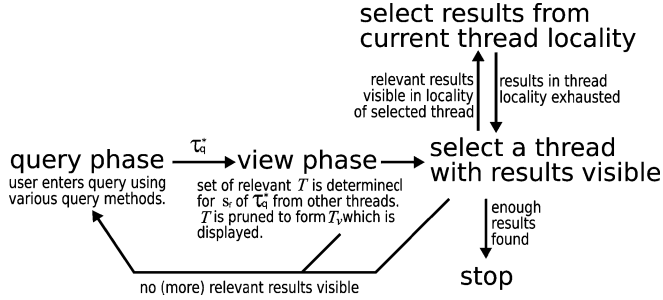 select results from
current thread locality
relevant results
visible in locality
of selected thread
results in thread
locality exhausted
τ*q
query phase
view phase
select a thread
with results visible
user enters query using
various query methods.
set of relevant T is determined
for sr of τ*q from other threads.
T is pruned to form Tv which is
displayed.
enough
results
found
stop
no (more) relevant results visible